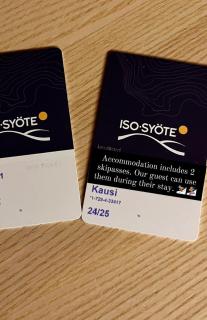 -SYÖTE
ISO-SYÖTE
Accommodation includes 2
skipasses. Our guest can use
them during their stay.
Kausi
24/25